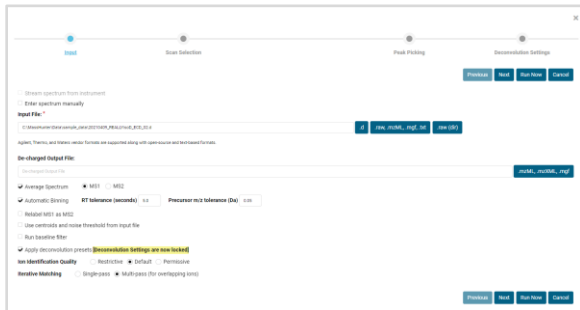 ×
Input Scan Selection Peak Picking Deconvolution Settings
Previous Next Run Now Cancel
Stream spectrum from instrument
Enter spectrum manually
Input File:*
.d .raw, .mzML, .mgf, .txt .raw (dir)
Agilent, Thermo, and Waters vendor formats are supported along with open-source and text-based formats.
De-charged Output File:
De-charged Output File .mzML, .mzXML, .mgf
Average Spectrum MS1 MS2
Automatic Binning RT tolerance (seconds) 5.0 Precursor m/z tolerance (Da) 0.05
Relabel MS1 as MS2
Use centroids and noise threshold from input file
Run baseline filter
Apply deconvolution presets [Deconvolution Settings are now locked]
Ion Identification Quality Restrictive Default Permissive
Iterative Matching Single-pass Multi-pass (for overlapping ions)
Previous Next Run Now Cancel